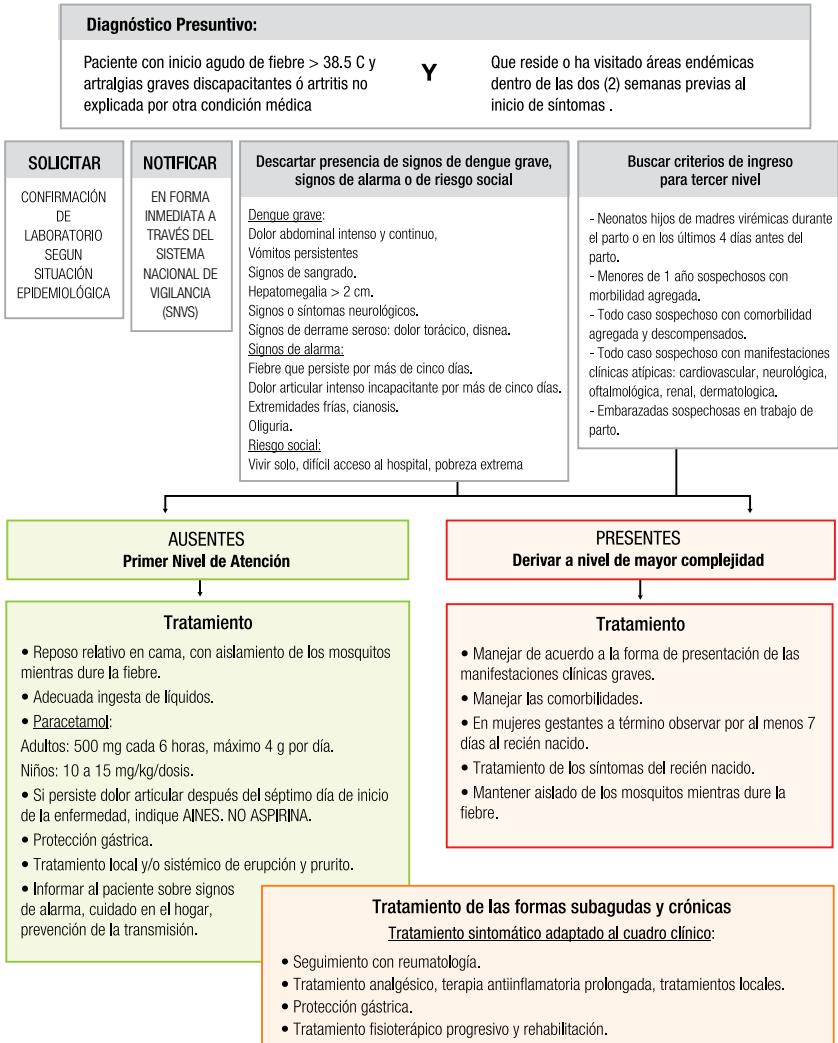 Diagnóstico Presuntivo:
Paciente con inicio agudo de fiebre > 38.5 C y
artralgias graves discapacitantes ó artritis no
explicada por otra condición médica
Y
Que reside o ha visitado áreas endémicas
dentro de las dos (2) semanas previas al
inicio de síntomas .
SOLICITAR
CONFIRMACIÓN
DE
LABORATORIO
SEGUN
SITUACIÓN
EPIDEMIOLÓGICA
NOTIFICAR
EN FORMA
INMEDIATA A
TRAVÉS DEL
SISTEMA
NACIONAL DE
VIGILANCIA
(SNVS)
Descartar presencia de signos de dengue grave,
signos de alarma o de riesgo social
Dengue grave:
Dolor abdominal intenso y continuo,
Vómitos persistentes
Signos de sangrado.
Hepatomegalia > 2 cm.
Signos o síntomas neurológicos.
Signos de derrame seroso: dolor torácico, disnea.
Signos de alarma:
Fiebre que persiste por más de cinco días.
Dolor articular intenso incapacitante por más de cinco días.
Extremidades frías, cianosis.
Oliguria.
Riesgo social:
Vivir solo, difícil acceso al hospital, pobreza extrema
Buscar criterios de ingreso
para tercer nivel
- Neonatos hijos de madres virémicas durante
el parto o en los últimos 4 días antes del
parto.
- Menores de 1 año sospechosos con
morbilidad agregada.
- Todo caso sospechoso con comorbilidad
agregada y descompensados.
- Todo caso sospechoso con manifestaciones
clínicas atípicas: cardiovascular, neurológica,
oftalmológica, renal, dermatologica.
- Embarazadas sospechosas en trabajo de
parto.
AUSENTES
Primer Nivel de Atención
Tratamiento
• Reposo relativo en cama, con aislamiento de los mosquitos
mientras dure la fiebre.
• Adecuada ingesta de líquidos.
• Paracetamol:
Adultos: 500 mg cada 6 horas, máximo 4 g por día.
Niños: 10 a 15 mg/kg/dosis.
• Si persiste dolor articular después del séptimo día de inicio
de la enfermedad, indique AINES. NO ASPIRINA.
• Protección gástrica.
• Tratamiento local y/o sistémico de erupción y prurito.
• Informar al paciente sobre signos
de alarma, cuidado en el hogar,
prevención de la transmisión.
PRESENTES
Derivar a nivel de mayor complejidad
Tratamiento
• Manejar de acuerdo a la forma de presentación de las
manifestaciones clínicas graves.
• Manejar las comorbilidades.
• En mujeres gestantes a término observar por al menos 7
días al recién nacido.
• Tratamiento de los síntomas del recién nacido.
• Mantener aislado de los mosquitos mientras dure la
fiebre.
Tratamiento de las formas subagudas y crónicas
Tratamiento sintomático adaptado al cuadro clínico:
• Seguimiento con reumatología.
• Tratamiento analgésico, terapia antiinflamatoria prolongada, tratamientos locales.
• Protección gástrica.
• Tratamiento fisioterápico progresivo y rehabilitación.